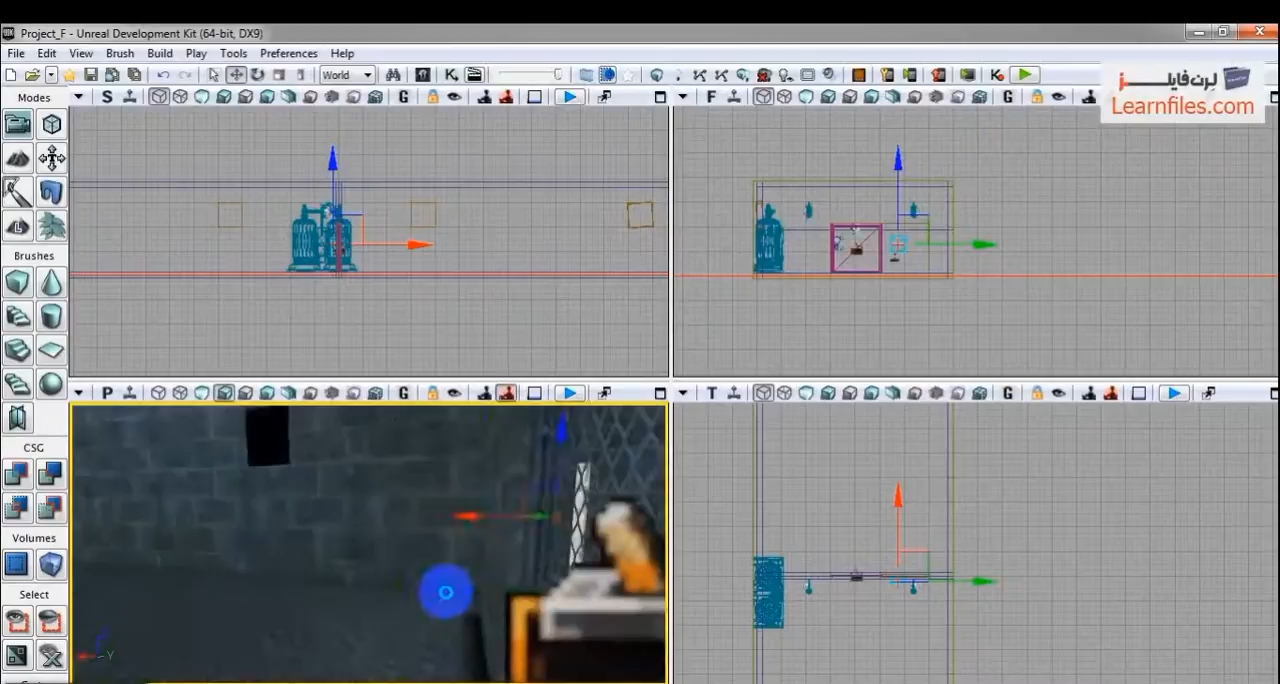 Project_F - Unreal Development Kit (64-bit, DX9)
File Edit View Brush Build Play Tools Preferences Help
World
لرن‌فایلز
Learnfiles.com
Modes
S G F G
Brushes
P G T G
CSG
Volumes
Select
Y